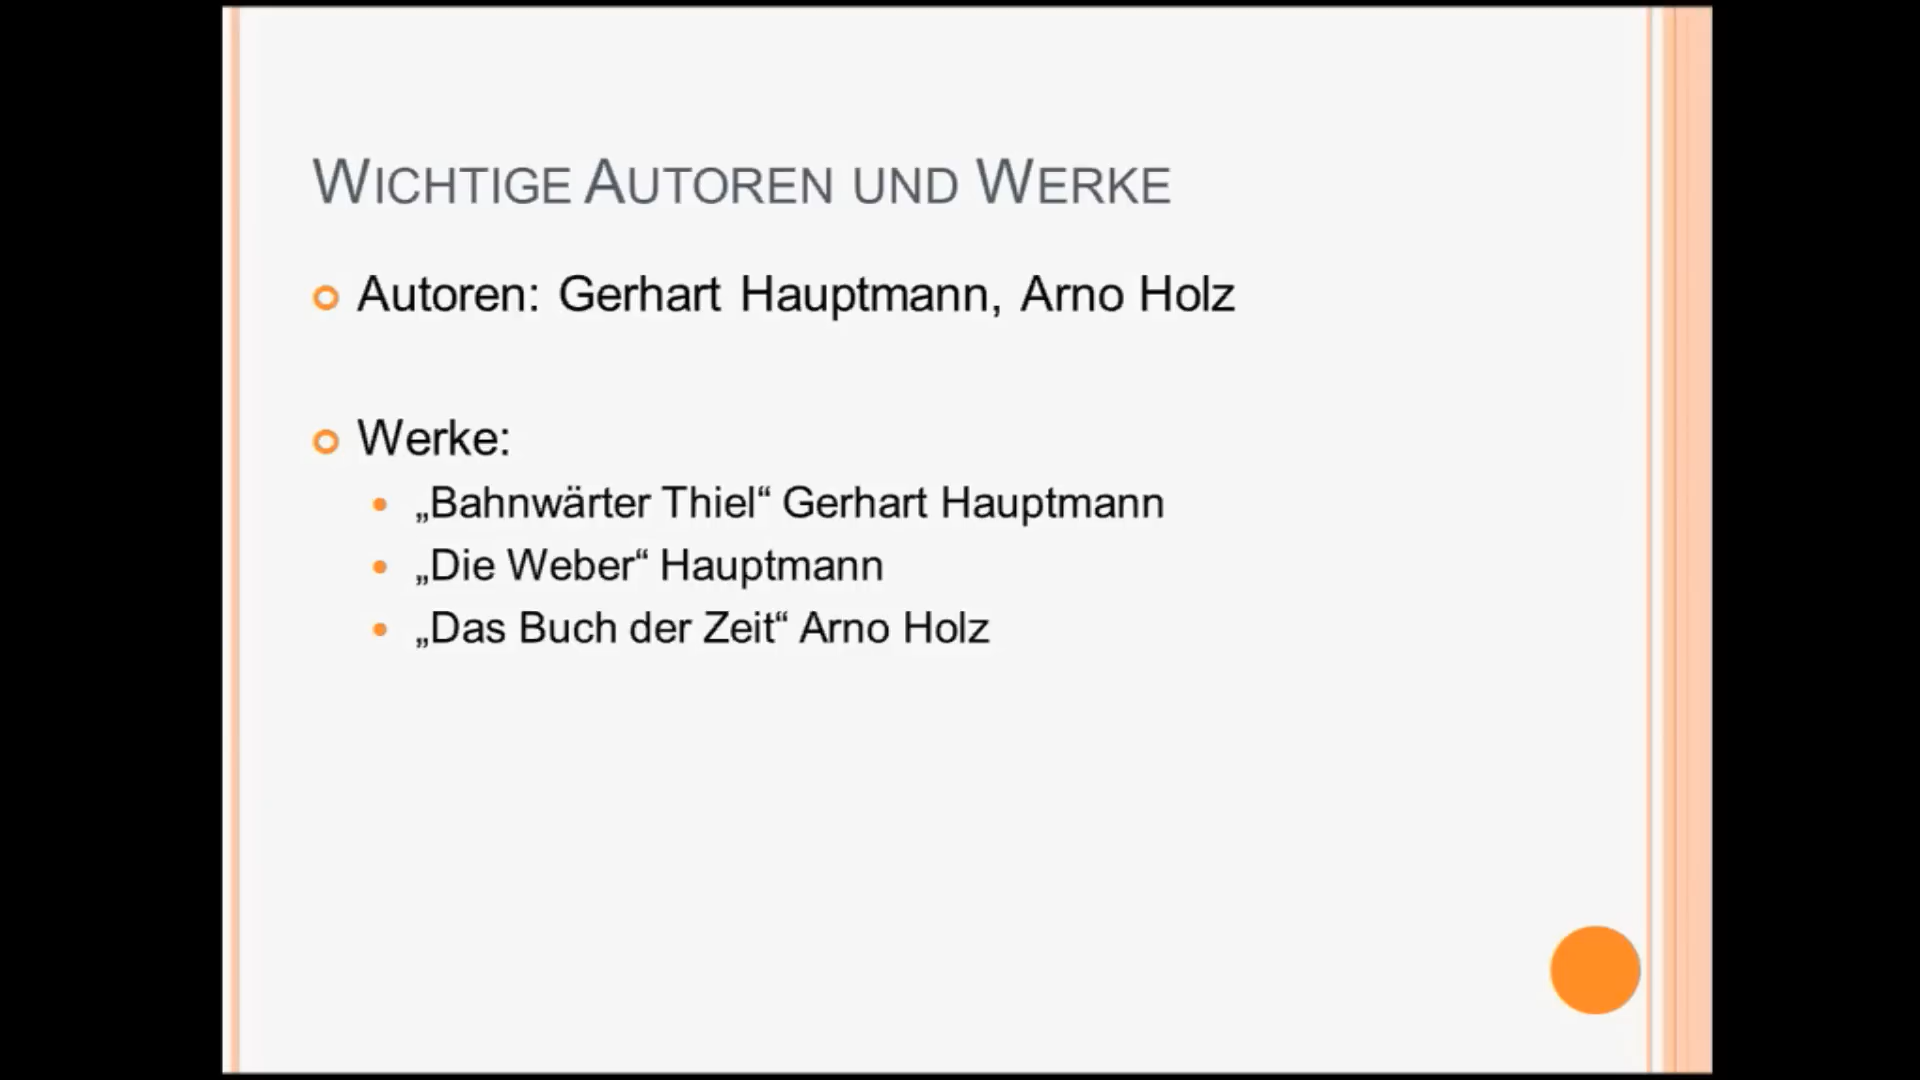 Wichtige Autoren und Werke
Autoren: Gerhart Hauptmann, Arno Holz
Werke:
„Bahnwärter Thiel“ Gerhart Hauptmann
„Die Weber“ Hauptmann
„Das Buch der Zeit“ Arno Holz